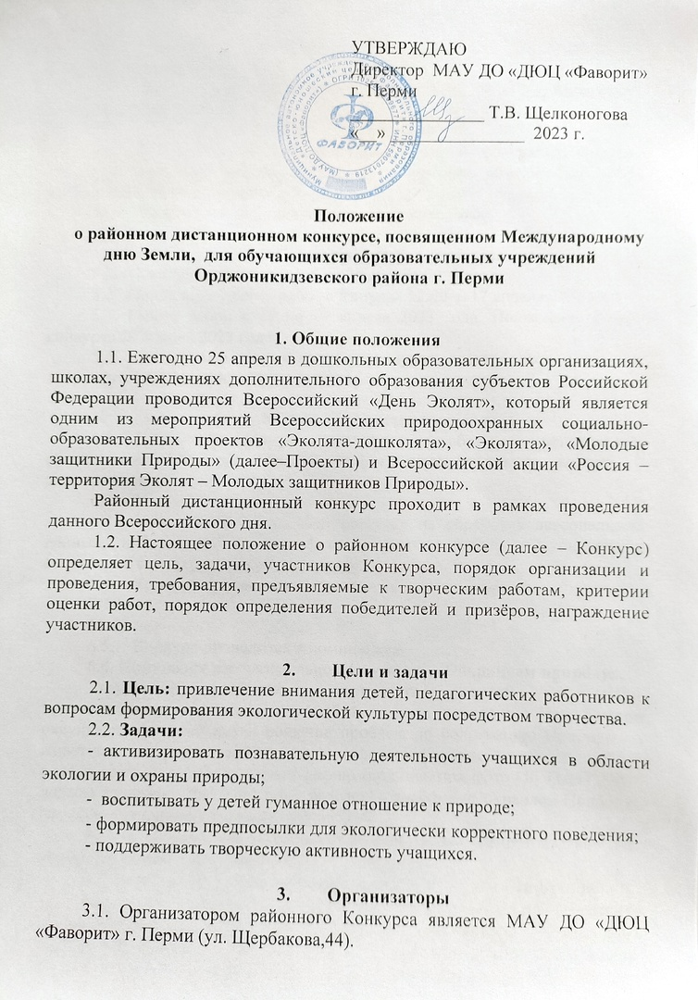 УТВЕРЖДАЮ
Директор МАУ ДО «ДЮЦ «Фаворит»
г. Перми
Т.В. Щелконогова
« » 2023 г.
ФАВОРИТ
Положение
о районном дистанционном конкурсе, посвященном Международному
дню Земли, для обучающихся образовательных учреждений
Орджоникидзевского района г. Перми
1. Общие положения
1.1. Ежегодно 25 апреля в дошкольных образовательных организациях,
школах, учреждениях дополнительного образования субъектов Российской
Федерации проводится Всероссийский «День Эколят», который является
одним из мероприятий Всероссийских природоохранных социально-
образовательных проектов «Эколята-дошколята», «Эколята», «Молодые
защитники Природы» (далее–Проекты) и Всероссийской акции «Россия –
территория Эколят – Молодых защитников Природы».
Районный дистанционный конкурс проходит в рамках проведения
данного Всероссийского дня.
1.2. Настоящее положение о районном конкурсе (далее – Конкурс)
определяет цель, задачи, участников Конкурса, порядок организации и
проведения, требования, предъявляемые к творческим работам, критерии
оценки работ, порядок определения победителей и призёров, награждение
участников.
2. Цели и задачи
2.1. Цель: привлечение внимания детей, педагогических работников к
вопросам формирования экологической культуры посредством творчества.
2.2. Задачи:
- активизировать познавательную деятельность учащихся в области
экологии и охраны природы;
- воспитывать у детей гуманное отношение к природе;
- формировать предпосылки для экологически корректного поведения;
- поддерживать творческую активность учащихся.
3. Организаторы
3.1. Организатором районного Конкурса является МАУ ДО «ДЮЦ
«Фаворит» г. Перми (ул. Щербакова,44).